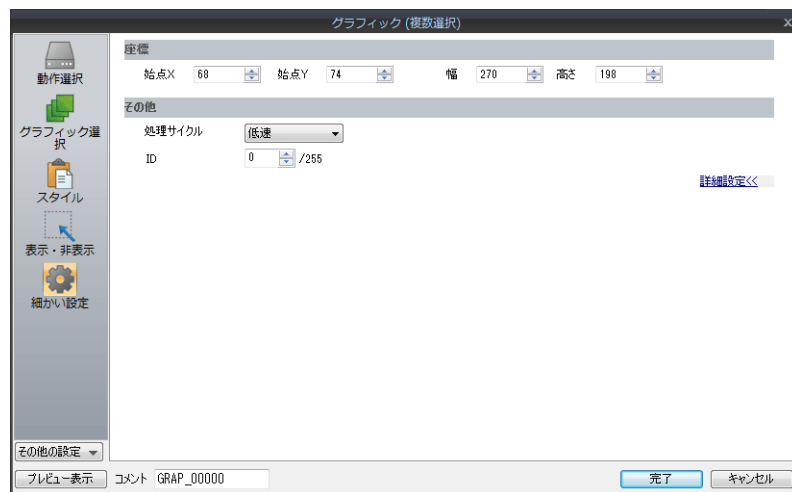 グラフィック (複数選択)
動作選択
グラフィック選
択
スタイル
表示・非表示
細かい設定
その他の設定
座標
始点X 68 始点Y 74 幅 270 高さ 198
その他
処理サイクル 低速
ID 0 /255
詳細設定<<
プレビュー表示 コメント GRAP_00000 完了 キャンセル